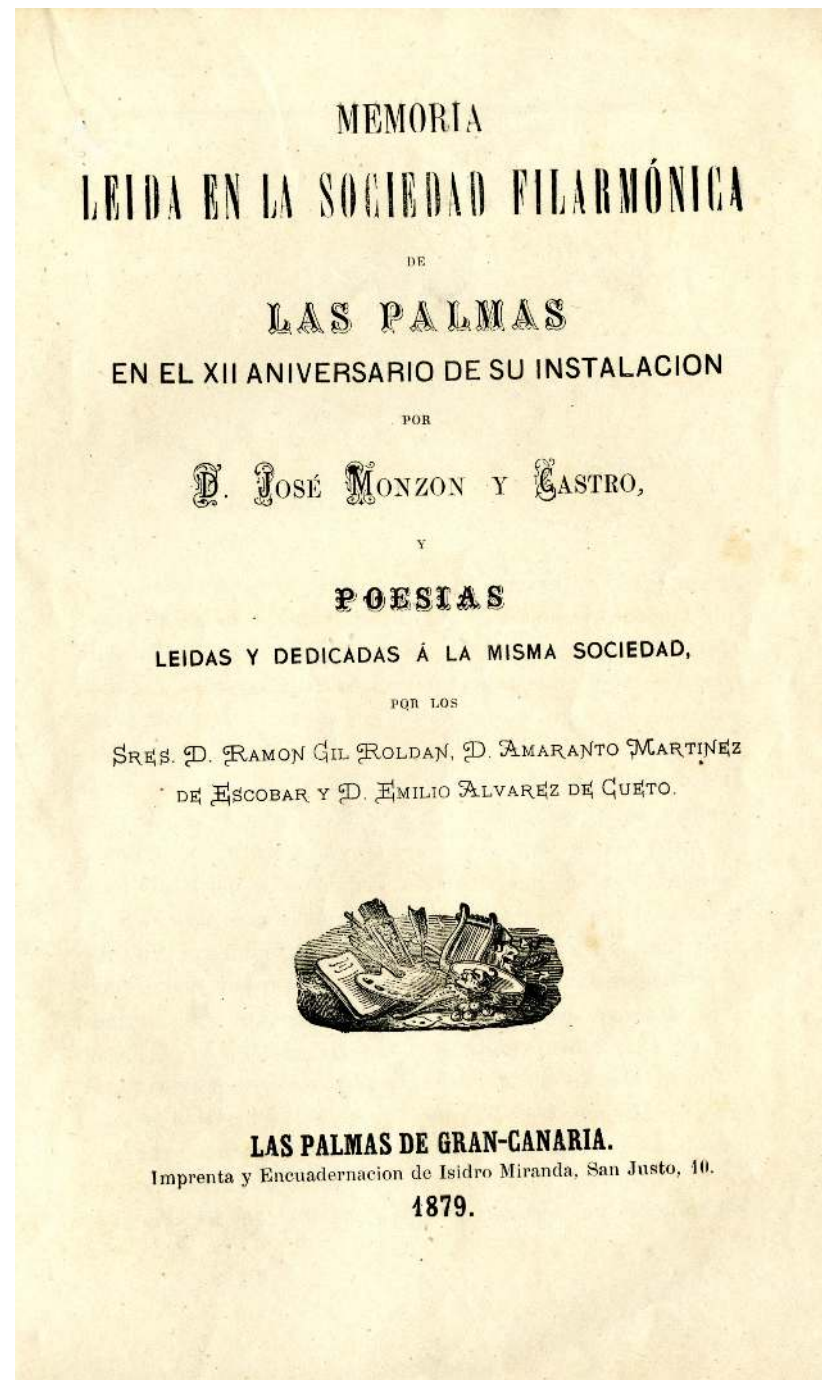 MEMORIA
LEIDA EN LA SOCIEDAD FILARMÓNICA
DE
LAS PALMAS
EN EL XII ANIVERSARIO DE SU INSTALACION
POR
D. JOSÉ MONZON Y CASTRO,
Y
POESIAS
LEIDAS Y DEDICADAS Á LA MISMA SOCIEDAD,
POR LOS
SRES. D. RAMON GIL ROLDAN, D. AMARANTO MARTINEZ
DE ESCOBAR Y D. EMILIO ALVAREZ DE CUETO.
LAS PALMAS DE GRAN-CANARIA.
Imprenta y Encuadernacion de Isidro Miranda, San Justo, 10.
1879.